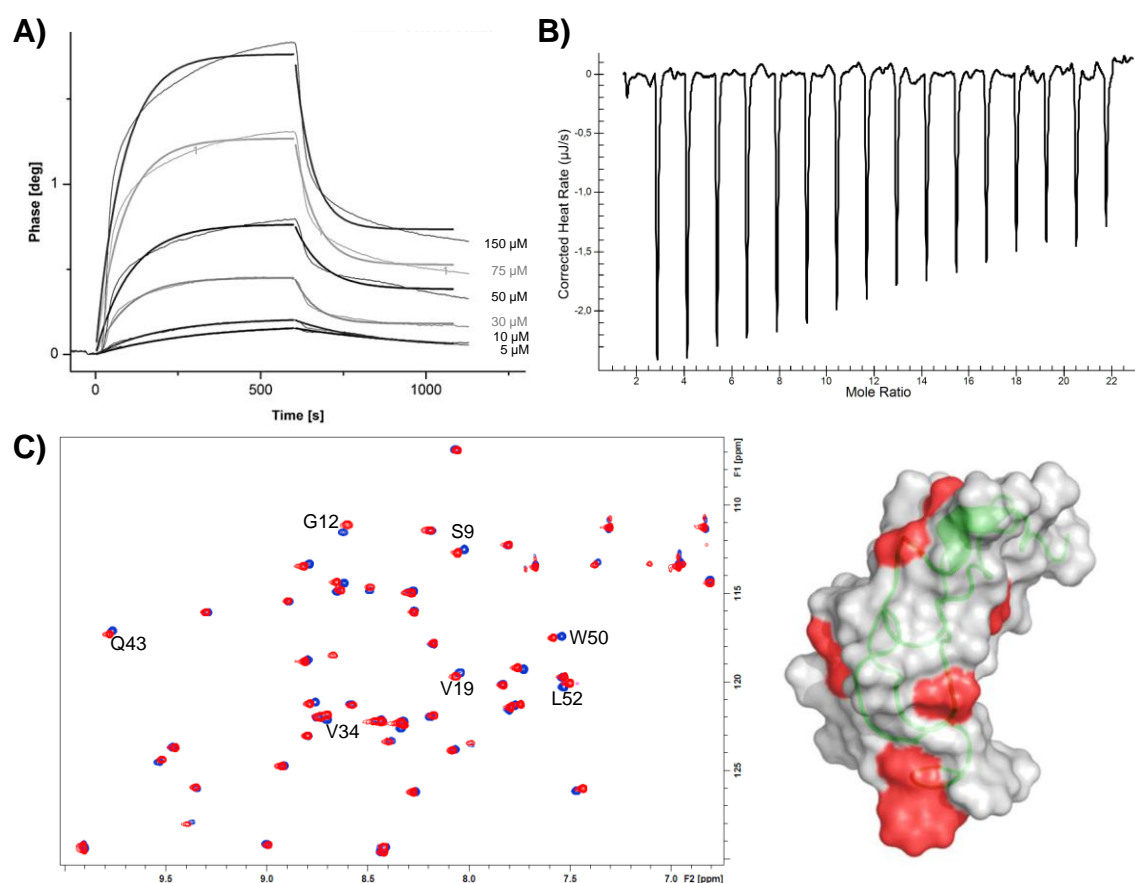 A)
Phase [deg]
1
0
150 µM
75 µM
50 µM
30 µM
10 µM
5 µM
0
500
1000
Time [s]
B)
Corrected Heat Rate (µJ/s)
0
-0,5
-1,0
-1,5
-2,0
2 4 6 8 10 12 14 16 18 20 22
Mole Ratio
C)
G12
S9
Q43
W50
V19
L52
V34
F1 [ppm]
110
115
120
125
9.5 9.0 8.5 8.0 7.5 7.0 F2 [ppm]